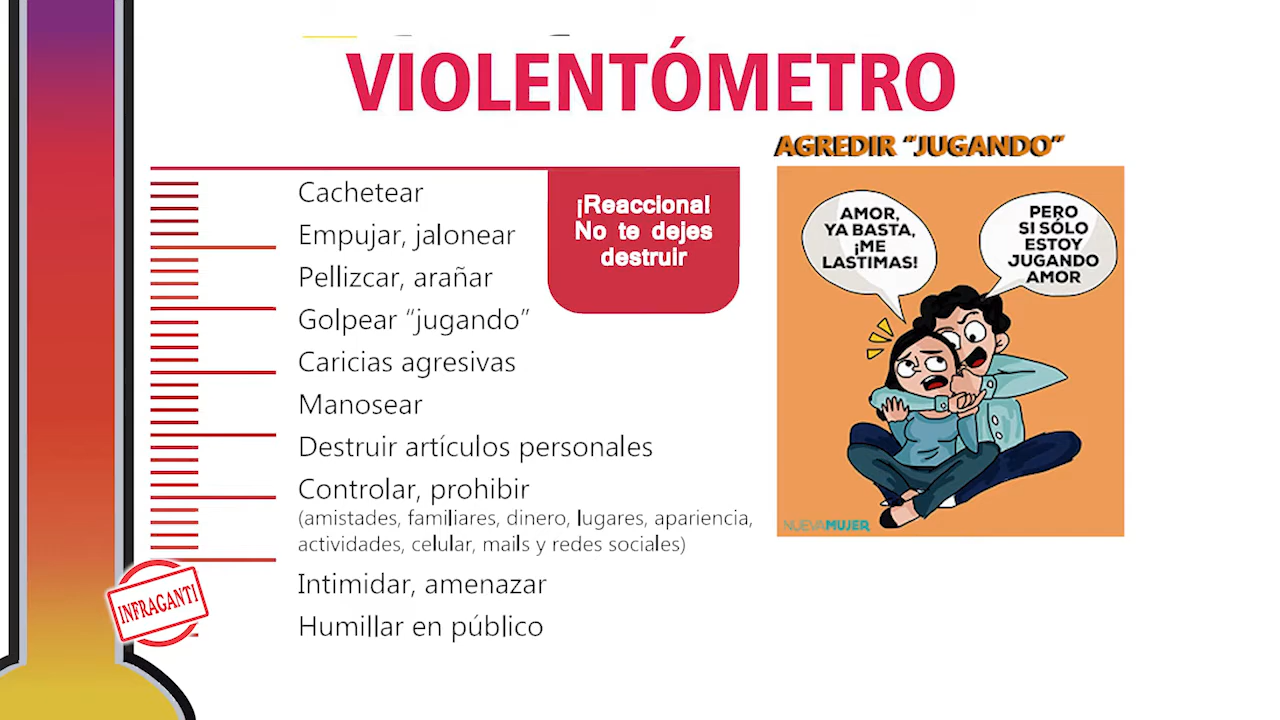 VIOLENTÓMETRO
AGREDIR “JUGANDO”
Cachetear
Empujar, jalonear
Pellizcar, arañar
Golpear “jugando”
Caricias agresivas
Manosear
Destruir artículos personales
Controlar, prohibir
(amistades, familiares, dinero, lugares, apariencia,
actividades, celular, mails y redes sociales)
Intimidar, amenazar
Humillar en público
¡Reacciona!
No te dejes
destruir
AMOR,
YA BASTA,
¡ME
LASTIMAS!
PERO
SI SÓLO
ESTOY
JUGANDO
AMOR
NUEVAMUJER
INFRAGANTI